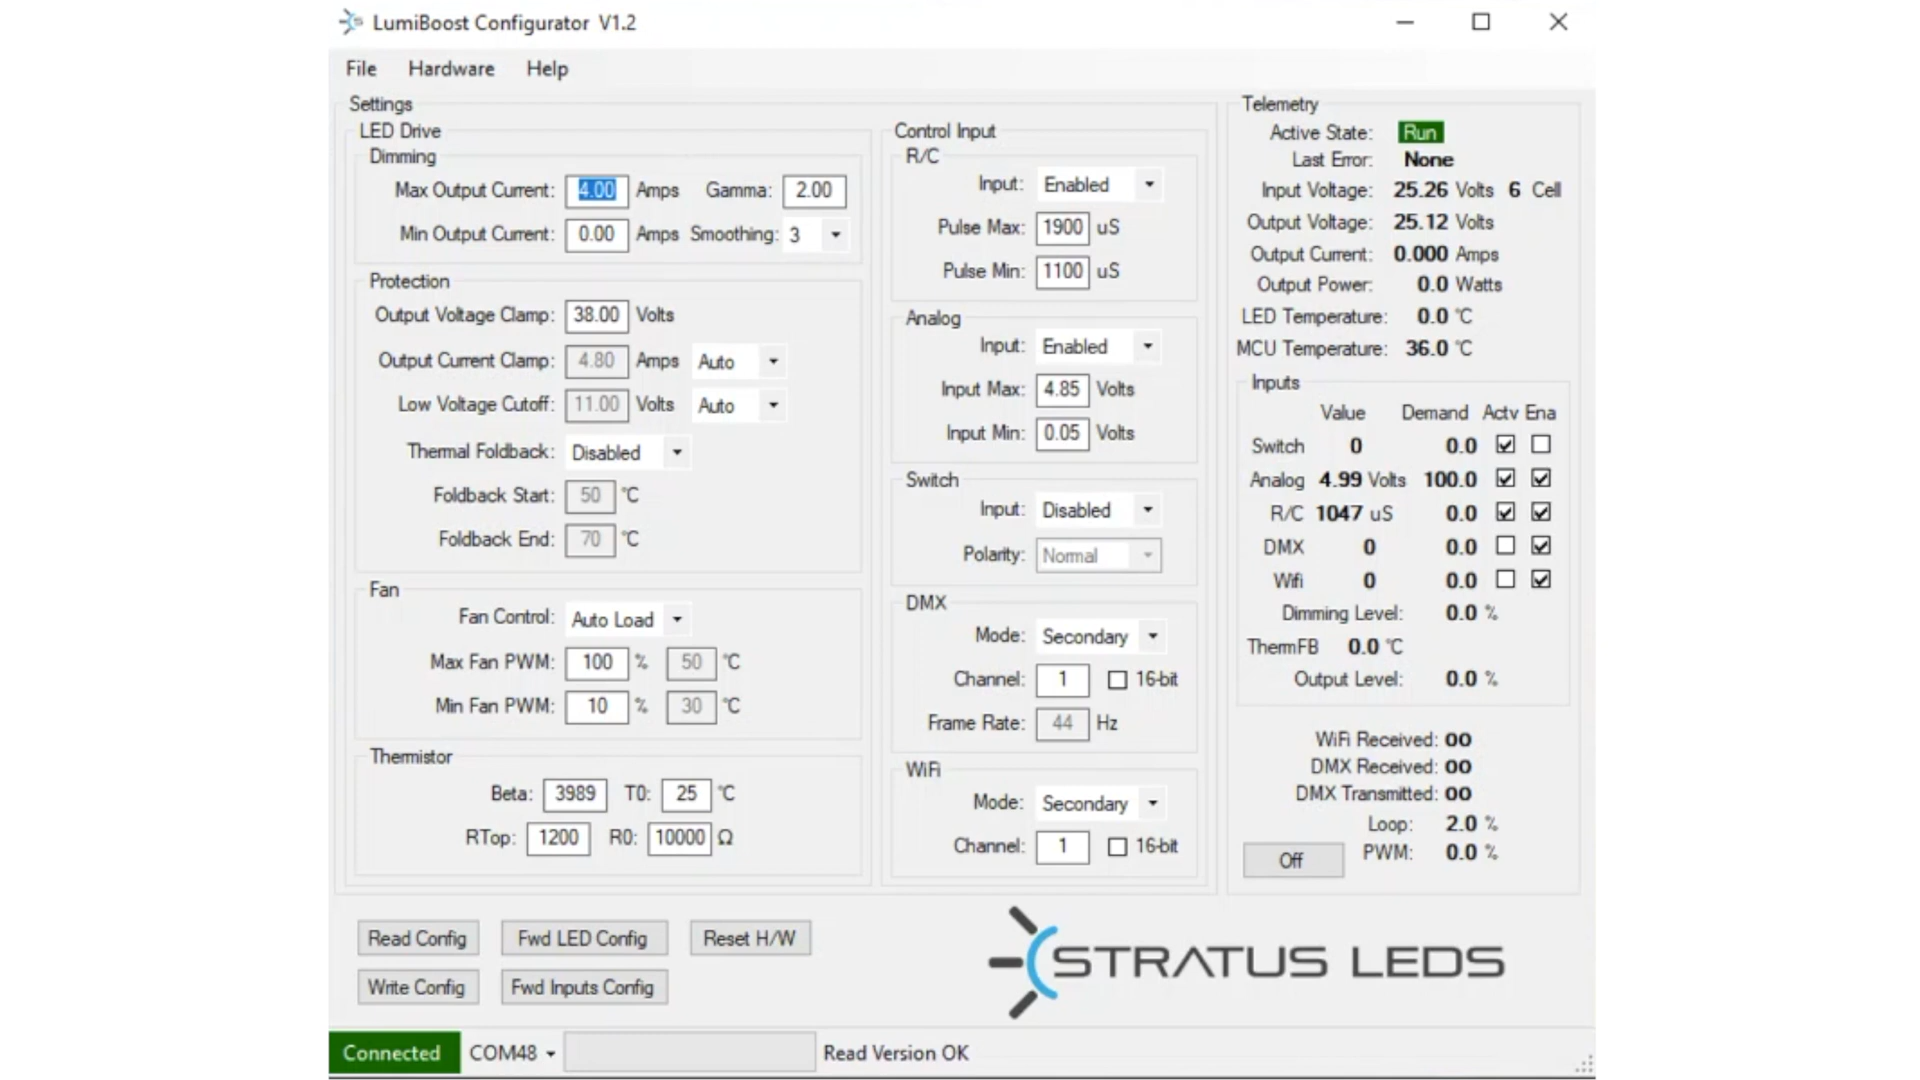 LumiBoost Configurator V1.2
File Hardware Help
Settings
LED Drive
Dimming
Max Output Current: 4.00 Amps Gamma: 2.00
Min Output Current: 0.00 Amps Smoothing: 3
Protection
Output Voltage Clamp: 38.00 Volts
Output Current Clamp: 4.80 Amps Auto
Low Voltage Cutoff: 11.00 Volts Auto
Thermal Foldback: Disabled
Foldback Start: 50 °C
Foldback End: 70 °C
Fan
Fan Control: Auto Load
Max Fan PWM: 100 % 50 °C
Min Fan PWM: 10 % 30 °C
Thermistor
Beta: 3989 T0: 25 °C
RTop: 1200 R0: 10000 Ω
Control Input
R/C
Input: Enabled
Pulse Max: 1900 uS
Pulse Min: 1100 uS
Analog
Input: Enabled
Input Max: 4.85 Volts
Input Min: 0.05 Volts
Switch
Input: Disabled
Polarity: Normal
DMX
Mode: Secondary
Channel: 1 16-bit
Frame Rate: 44 Hz
WiFi
Mode: Secondary
Channel: 1 16-bit
Telemetry
Active State: Run
Last Error: None
Input Voltage: 25.26 Volts 6 Cell
Output Voltage: 25.12 Volts
Output Current: 0.000 Amps
Output Power: 0.0 Watts
LED Temperature: 0.0 °C
MCU Temperature: 36.0 °C
Inputs
Value Demand Actv Ena
Switch 0 0.0
Analog 4.99 Volts 100.0
R/C 1047 uS 0.0
DMX 0 0.0
Wifi 0 0.0
Dimming Level: 0.0 %
ThermFB 0.0 °C
Output Level: 0.0 %
WiFi Received: 00
DMX Received: 00
DMX Transmitted: 00
Loop: 2.0 %
Off PWM: 0.0 %
Read Config Fwd LED Config Reset H/W
Write Config Fwd Inputs Config
STRATUS LEDS
Connected COM48 Read Version OK